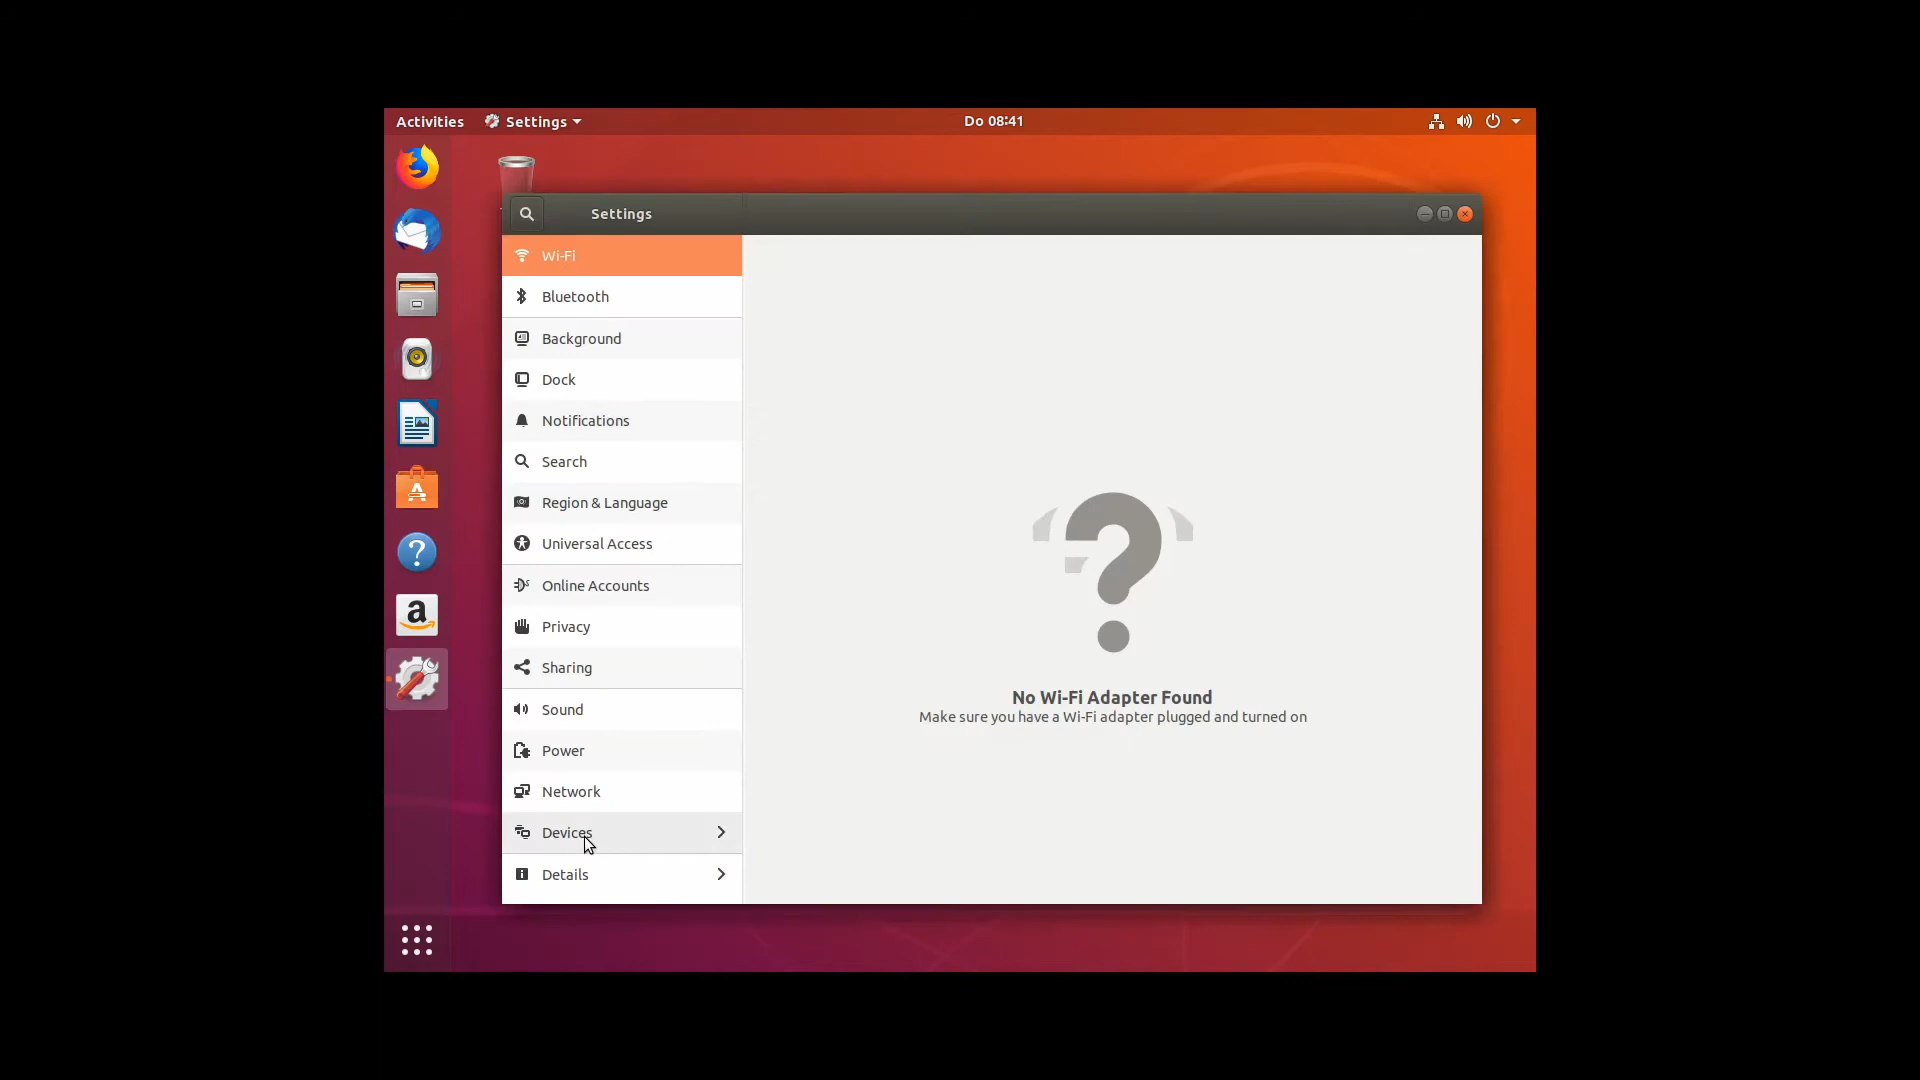 Activities
Settings
Do 08:41
Settings
Wi-Fi
Bluetooth
Background
Dock
Notifications
Search
Region & Language
Universal Access
Online Accounts
Privacy
Sharing
Sound
Power
Network
Devices
Details
No Wi-Fi Adapter Found
Make sure you have a Wi-Fi adapter plugged and turned on